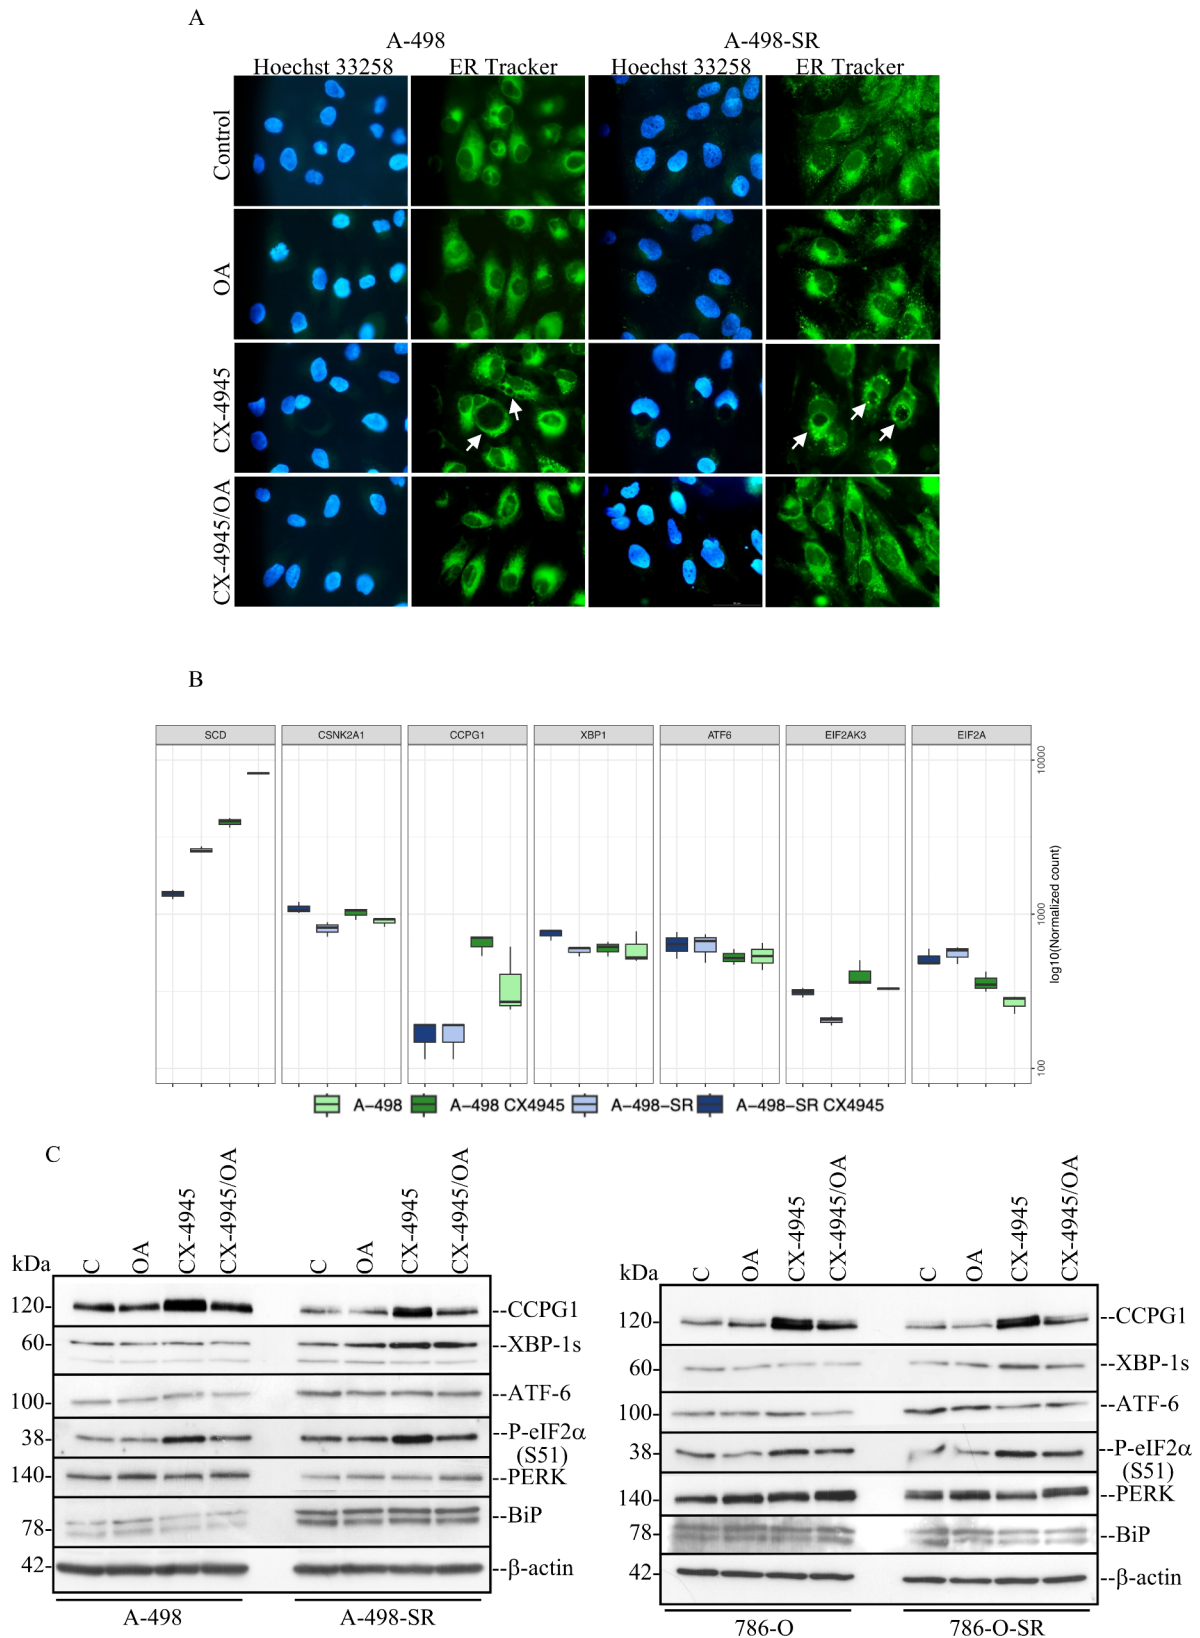 A
A-498 A-498-SR
Hoechst 33258 ER Tracker Hoechst 33258 ER Tracker
Control
OA
CX-4945
CX-4945/OA
B
SCD CSNK2A1 CCPG1 XBP1 ATF6 EIF2AK3 EIF2A
10000
1000
100
log10(Normalized count)
A-498 A-498 CX4945 A-498-SR A-498-SR CX4945
C
kDa C OA CX-4945 CX-4945/OA C OA CX-4945 CX-4945/OA
120- --CCPG1
60- --XBP-1s
100- --ATF-6
38- --P-eIF2α
(S51)
140- --PERK
78- --BiP
42- --β-actin
A-498 A-498-SR
kDa C OA CX-4945 CX-4945/OA C OA CX-4945 CX-4945/OA
120- --CCPG1
60- --XBP-1s
100- --ATF-6
38- --P-eIF2α
(S51)
140- --PERK
78- --BiP
42- --β-actin
786-O 786-O-SR